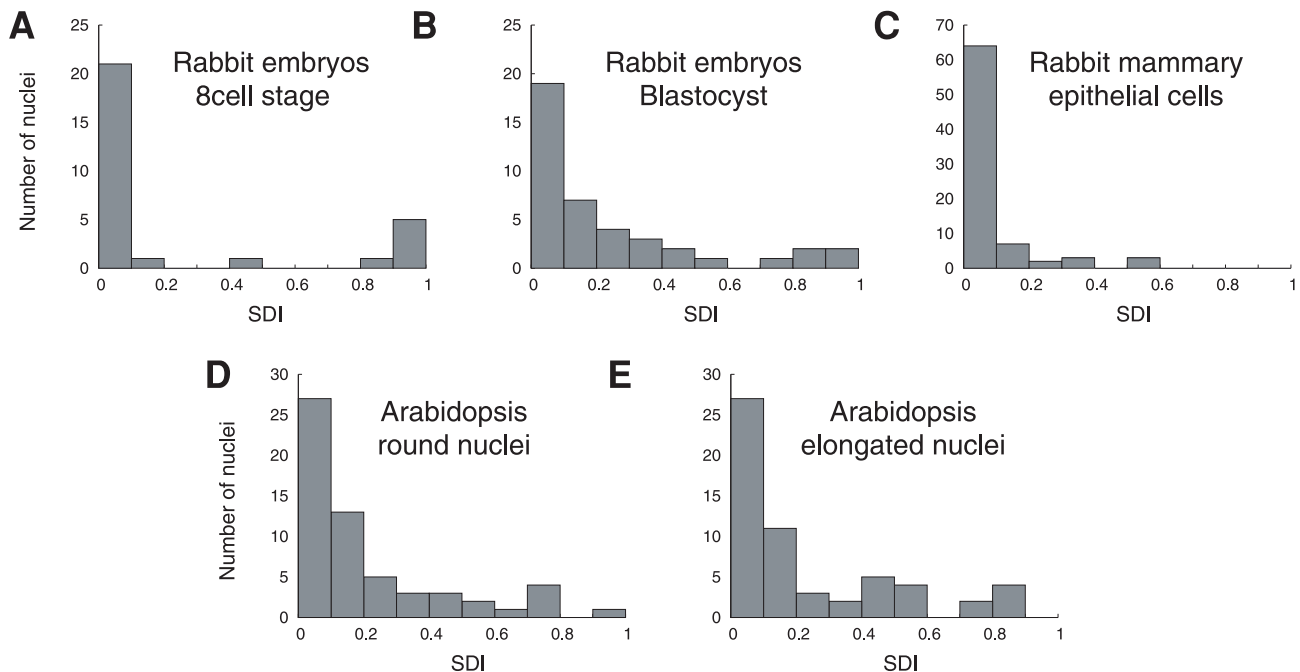 A
Rabbit embryos
8cell stage
Number of nuclei
25
20
15
10
5
0
0 0.2 0.4 0.6 0.8 1
SDI
B
Rabbit embryos
Blastocyst
25
20
15
10
5
0
0 0.2 0.4 0.6 0.8 1
SDI
C
Rabbit mammary
epithelial cells
70
60
50
40
30
20
10
0
0 0.2 0.4 0.6 0.8 1
SDI
D
Arabidopsis
round nuclei
Number of nuclei
30
25
20
15
10
5
0
0 0.2 0.4 0.6 0.8 1
SDI
E
Arabidopsis
elongated nuclei
30
25
20
15
10
5
0
0 0.2 0.4 0.6 0.8 1
SDI